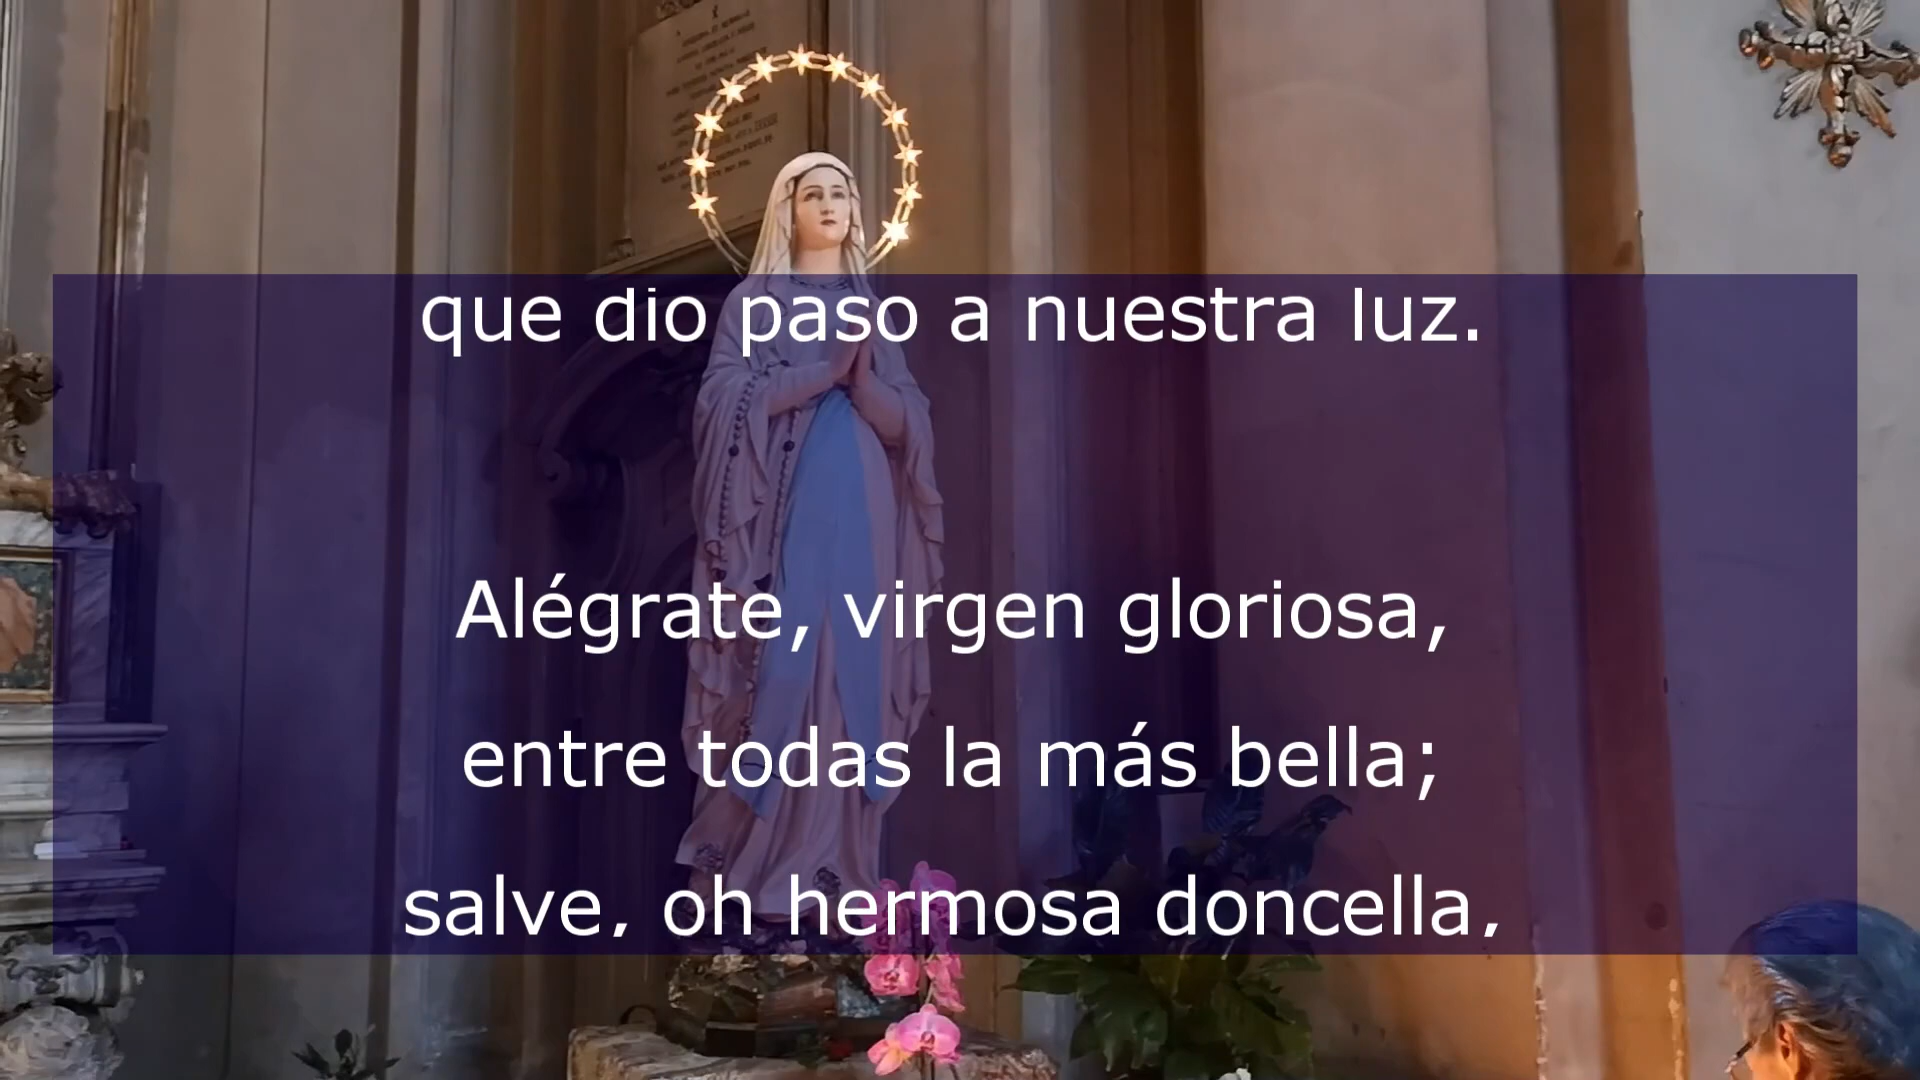 que dio paso a nuestra luz.
Alégrate, virgen gloriosa,
entre todas la más bella;
salve, oh hermosa doncella,